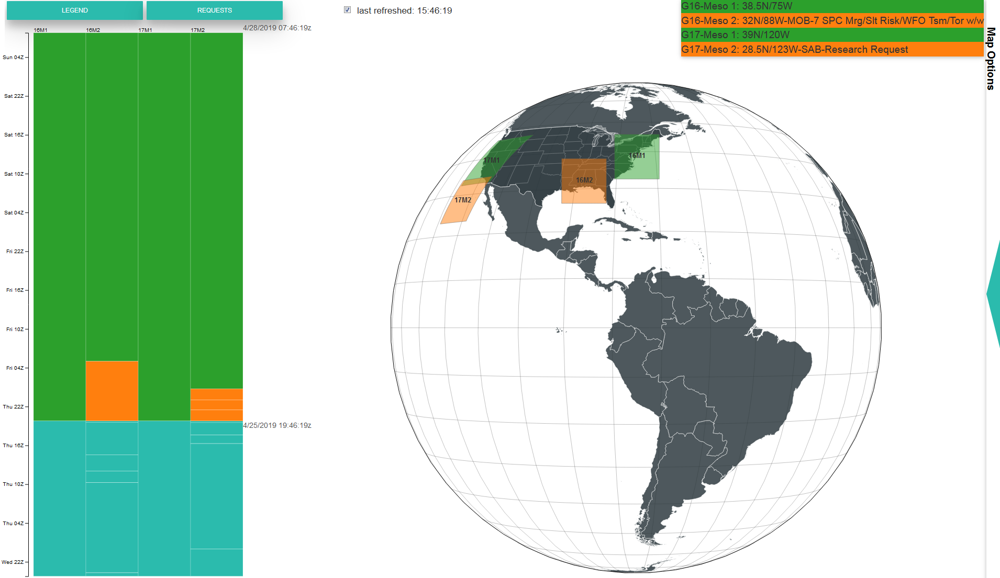 LEGEND
REQUESTS
last refreshed: 15:46:19
G16-Meso 1: 38.5N/75W
G16-Meso 2: 32N/88W-MOB-7 SPC Mrg/Slt Risk/WFO Tsm/Tor w/w
G17-Meso 1: 39N/120W
G17-Meso 2: 28.5N/123W-SAB-Research Request
Map Options
16M1
16M2
17M1
17M2
4/28/2019 07:46:19z
Sun 04Z
Sat 22Z
Sat 16Z
Sat 10Z
Sat 04Z
Fri 22Z
Fri 16Z
Fri 10Z
Fri 04Z
Thu 22Z
4/25/2019 19:46:19z
Thu 16Z
Thu 10Z
Thu 04Z
Wed 22Z
16M1
17M1
16M2
17M2